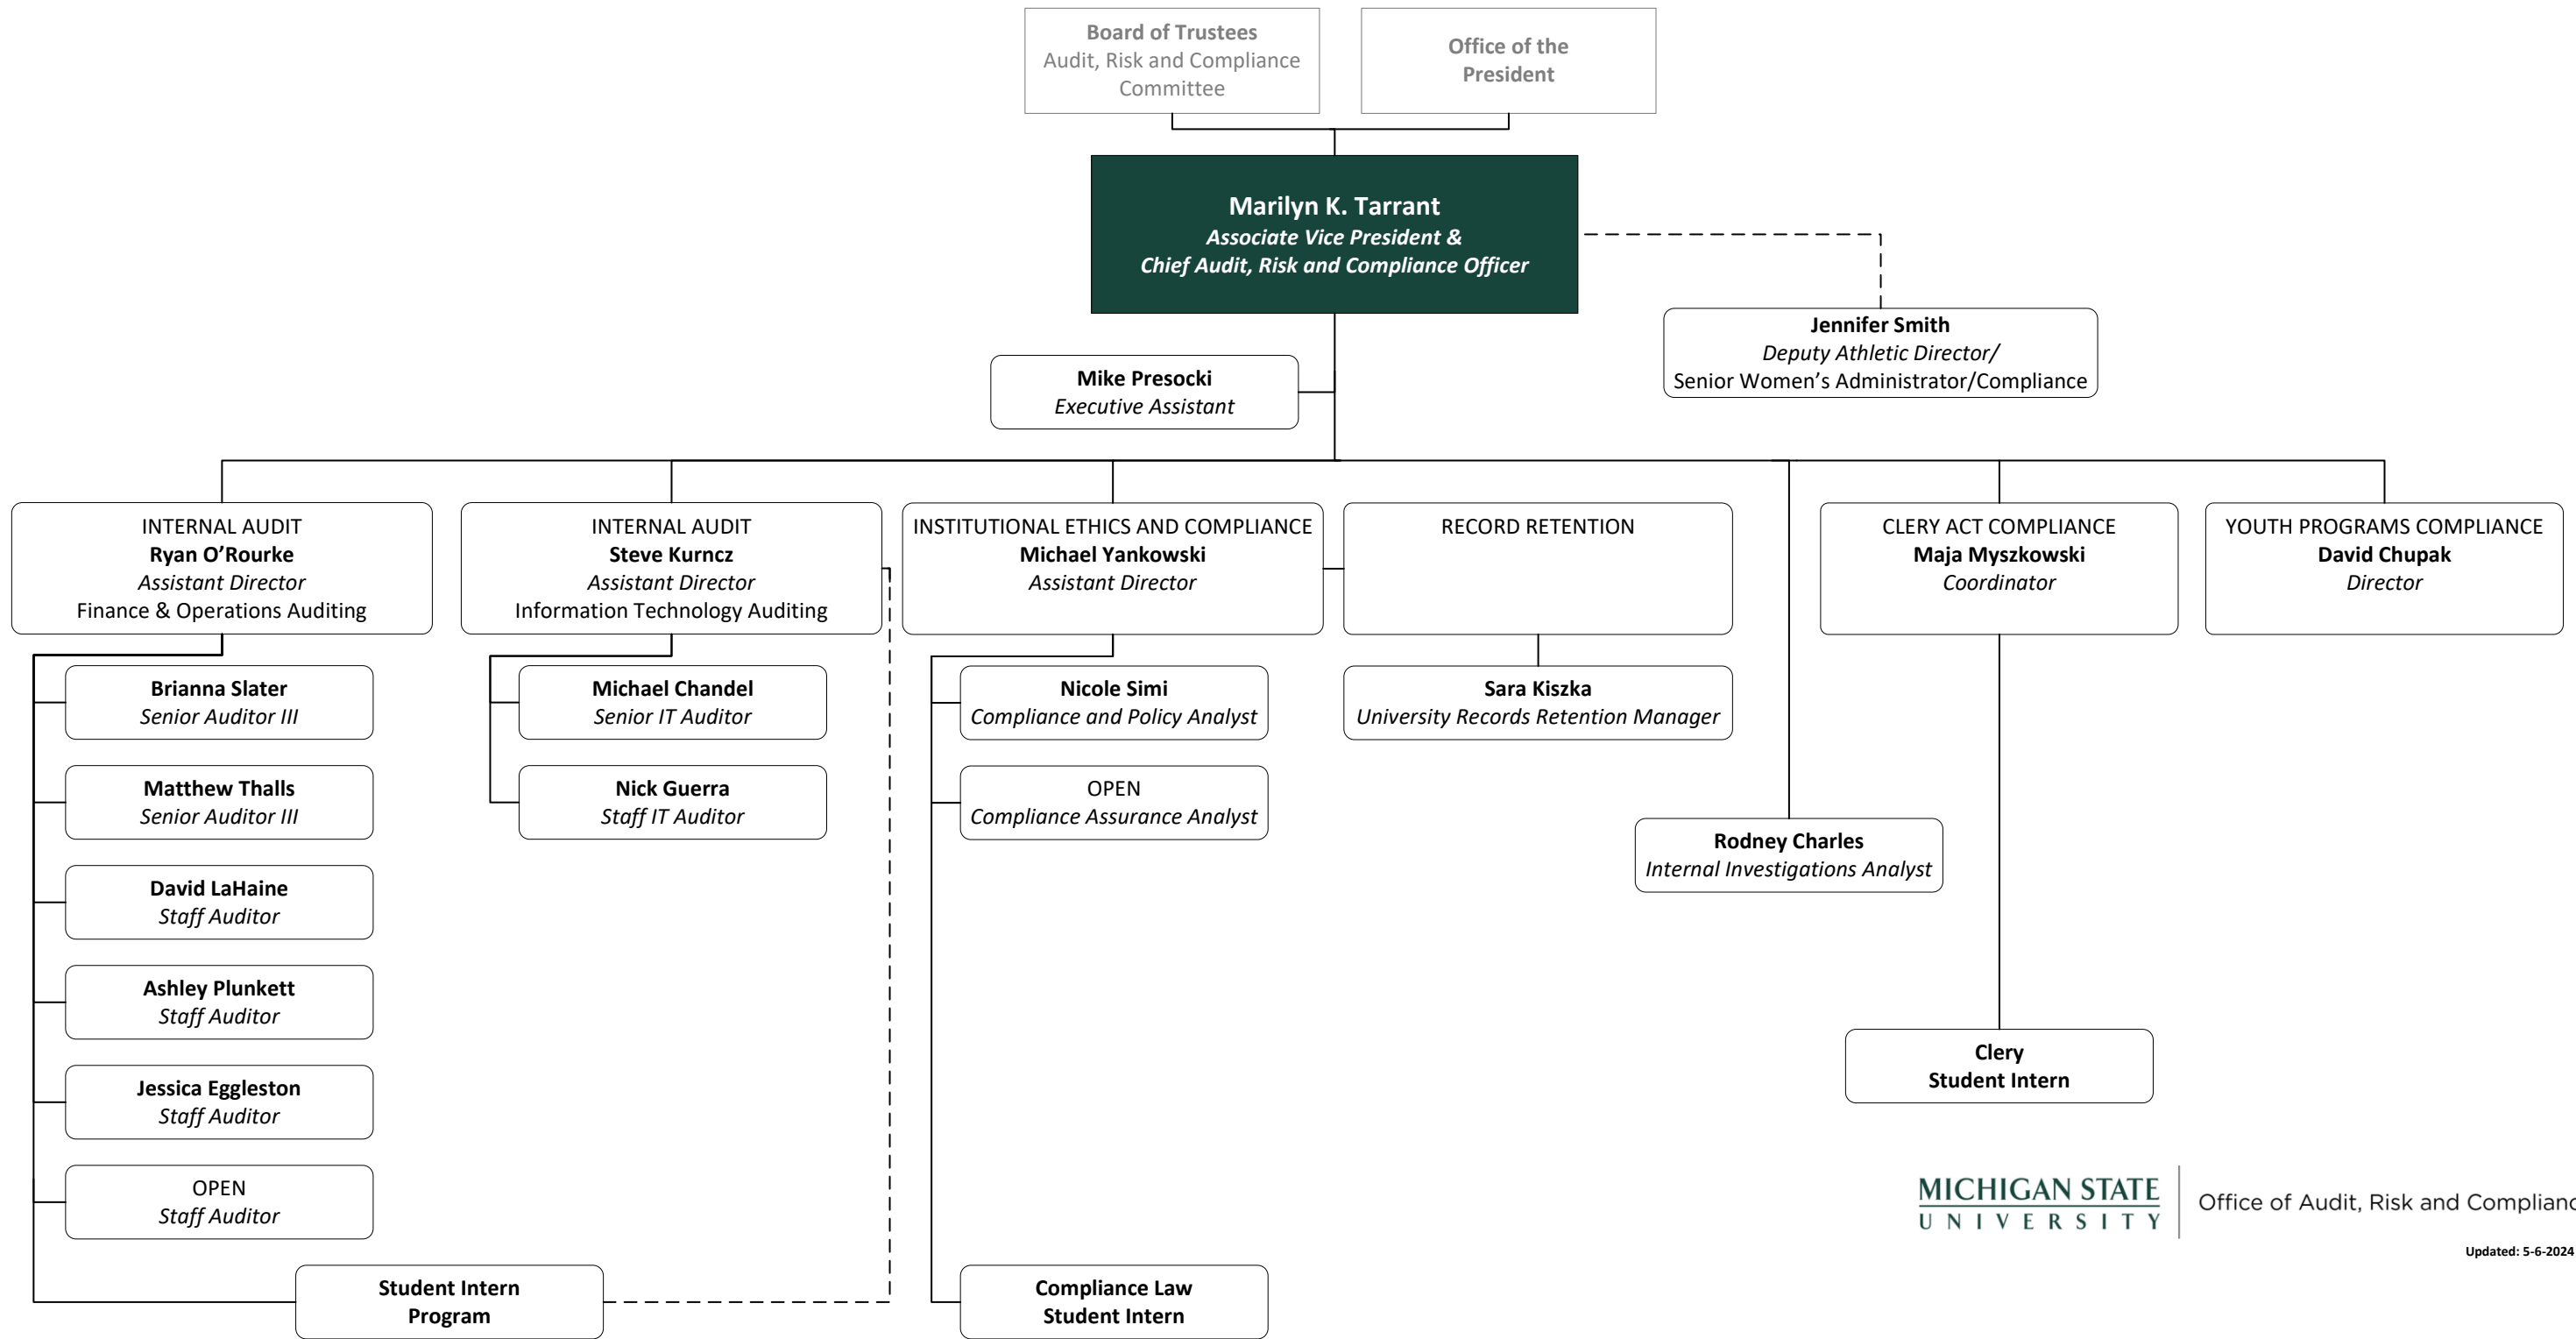 Board of Trustees
Audit, Risk and Compliance
Committee
Office of the
President
Marilyn K. Tarrant
Associate Vice President &
Chief Audit, Risk and Compliance Officer
Jennifer Smith
Deputy Athletic Director/
Senior Women’s Administrator/Compliance
Mike Presocki
Executive Assistant
INTERNAL AUDIT
Ryan O’Rourke
Assistant Director
Finance & Operations Auditing
INTERNAL AUDIT
Steve Kurncz
Assistant Director
Information Technology Auditing
INSTITUTIONAL ETHICS AND COMPLIANCE
Michael Yankowski
Assistant Director
RECORD RETENTION
CLERY ACT COMPLIANCE
Maja Myszkowski
Coordinator
YOUTH PROGRAMS COMPLIANCE
David Chupak
Director
Brianna Slater
Senior Auditor III
Matthew Thalls
Senior Auditor III
David LaHaine
Staff Auditor
Ashley Plunkett
Staff Auditor
Jessica Eggleston
Staff Auditor
OPEN
Staff Auditor
Student Intern
Program
Michael Chandel
Senior IT Auditor
Nick Guerra
Staff IT Auditor
Nicole Simi
Compliance and Policy Analyst
OPEN
Compliance Assurance Analyst
Compliance Law
Student Intern
Sara Kiszka
University Records Retention Manager
Rodney Charles
Internal Investigations Analyst
Clery
Student Intern
MICHIGAN STATE
UNIVERSITY
Office of Audit, Risk and Complianc
Updated: 5-6-2024